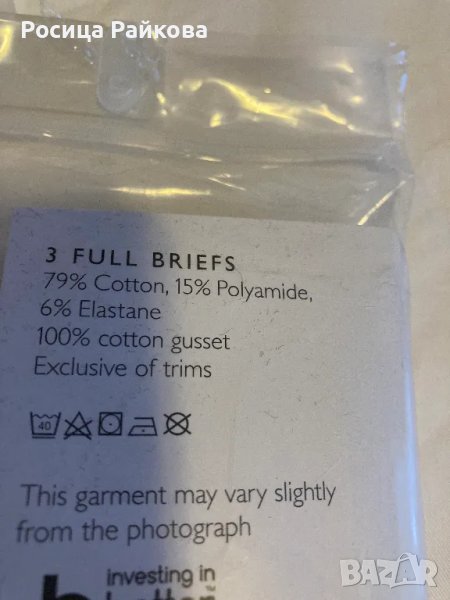 Росица Райкова
3 FULL BRIEFS
79% Cotton, 15% Polyamide,
6% Elastane
100% cotton gusset
Exclusive of trims
40
This garment may vary slightly
from the photograph
investing in
BAZAR